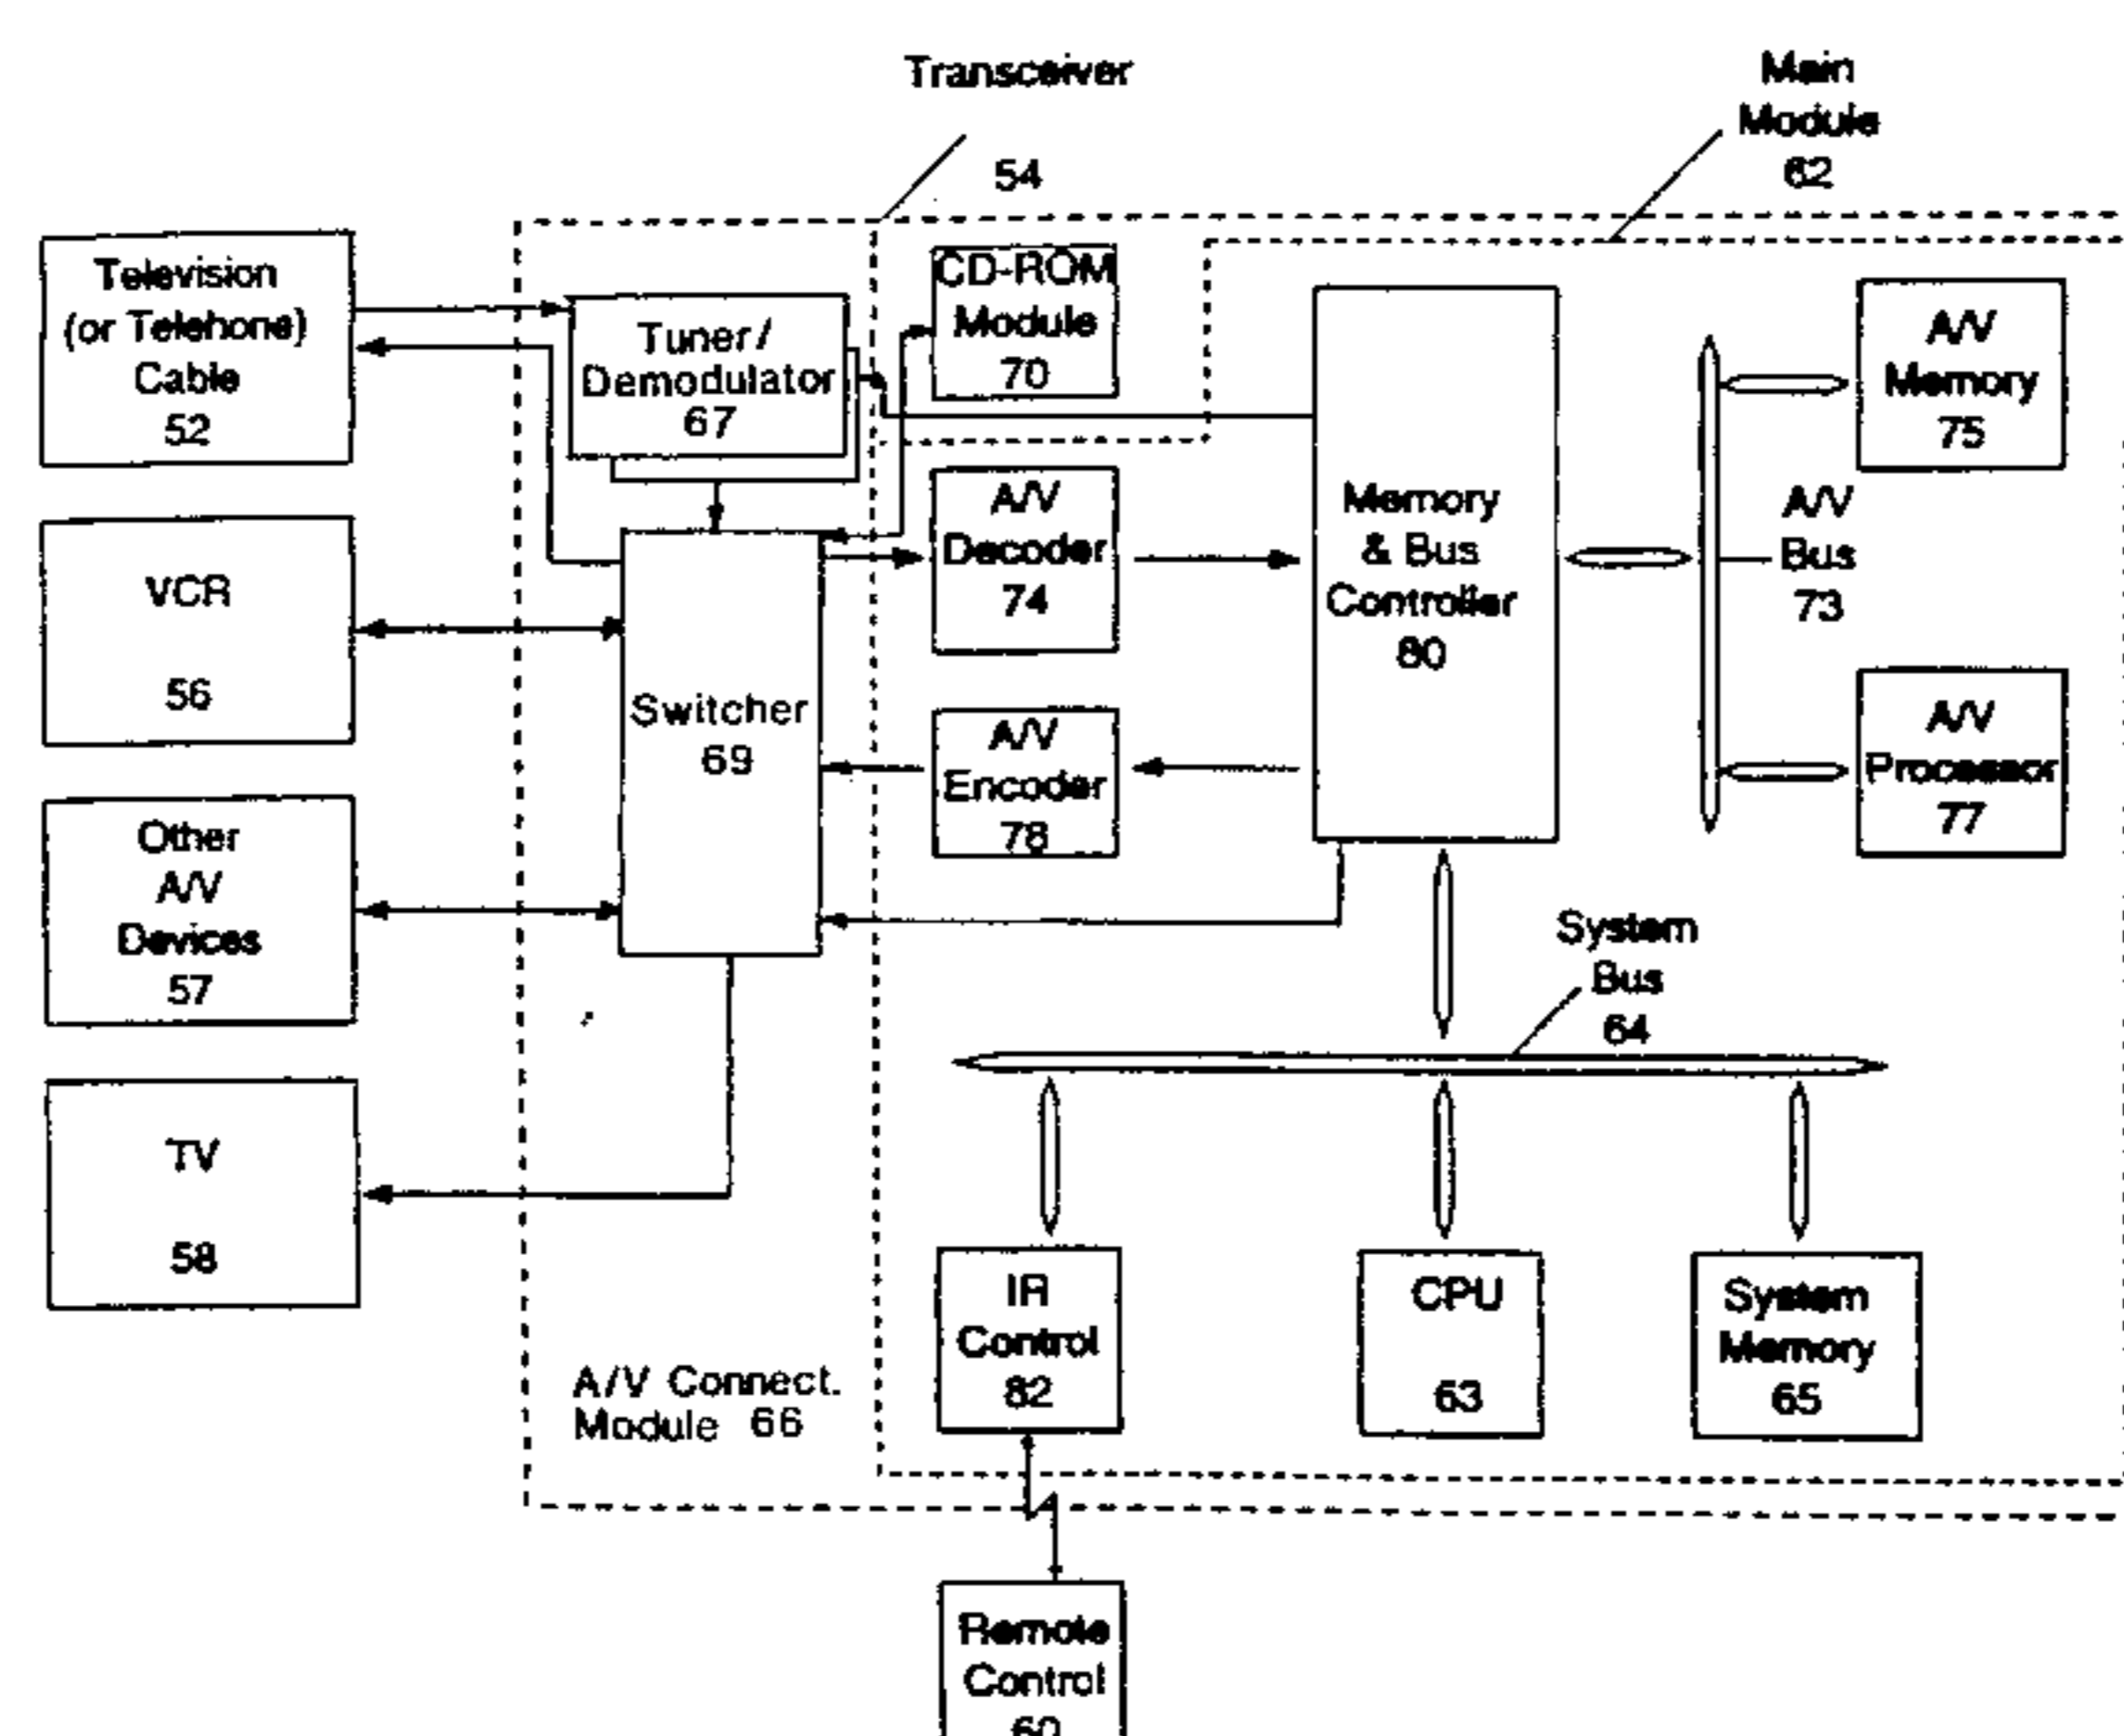 Transceiver
54
Main
Module
62
Television
(or Telehone)
Cable
52
Tuner/
Demodulator
67
CD-ROM
Module
70
A/V
Memory
75
VCR
56
Switcher
69
A/V
Decoder
74
Memory
& Bus
Controller
80
A/V
Bus
73
A/V
Encoder
78
A/V
Processor
77
Other
A/V
Devices
57
System
Bus
64
TV
58
IR
Control
82
CPU
63
System
Memory
65
A/V Connect.
Module 66
Remote
Control
60